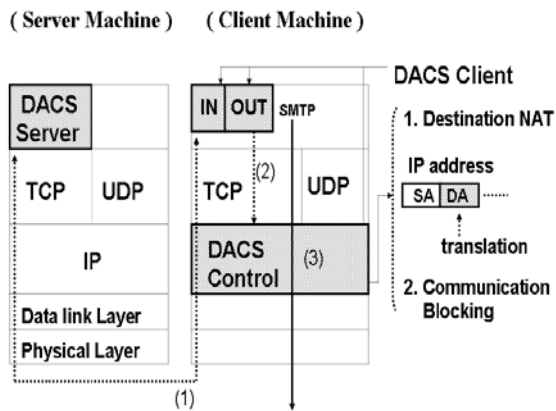 ( Server Machine )
( Client Machine )
DACS Client
DACS
Server
IN
OUT
SMTP
1. Destination NAT
IP address
SA
DA
translation
2. Communication
Blocking
TCP
UDP
(2)
TCP
UDP
IP
DACS
Control
(3)
Data link Layer
Physical Layer
(1)